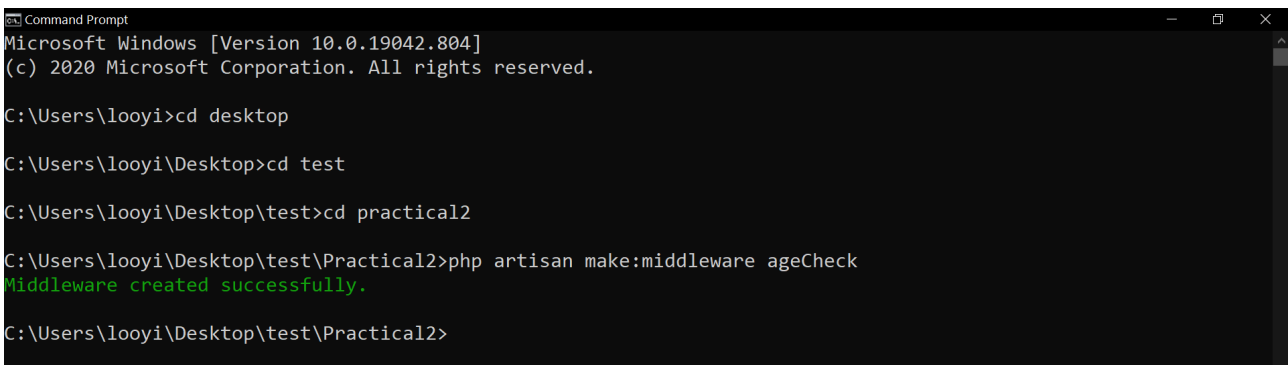 Command Prompt
Microsoft Windows [Version 10.0.19042.804]
(c) 2020 Microsoft Corporation. All rights reserved.
C:\Users\looyi>cd desktop
C:\Users\looyi\Desktop>cd test
C:\Users\looyi\Desktop\test>cd practical2
C:\Users\looyi\Desktop\test\Practical2>php artisan make:middleware ageCheck
Middleware created successfully.
C:\Users\looyi\Desktop\test\Practical2>